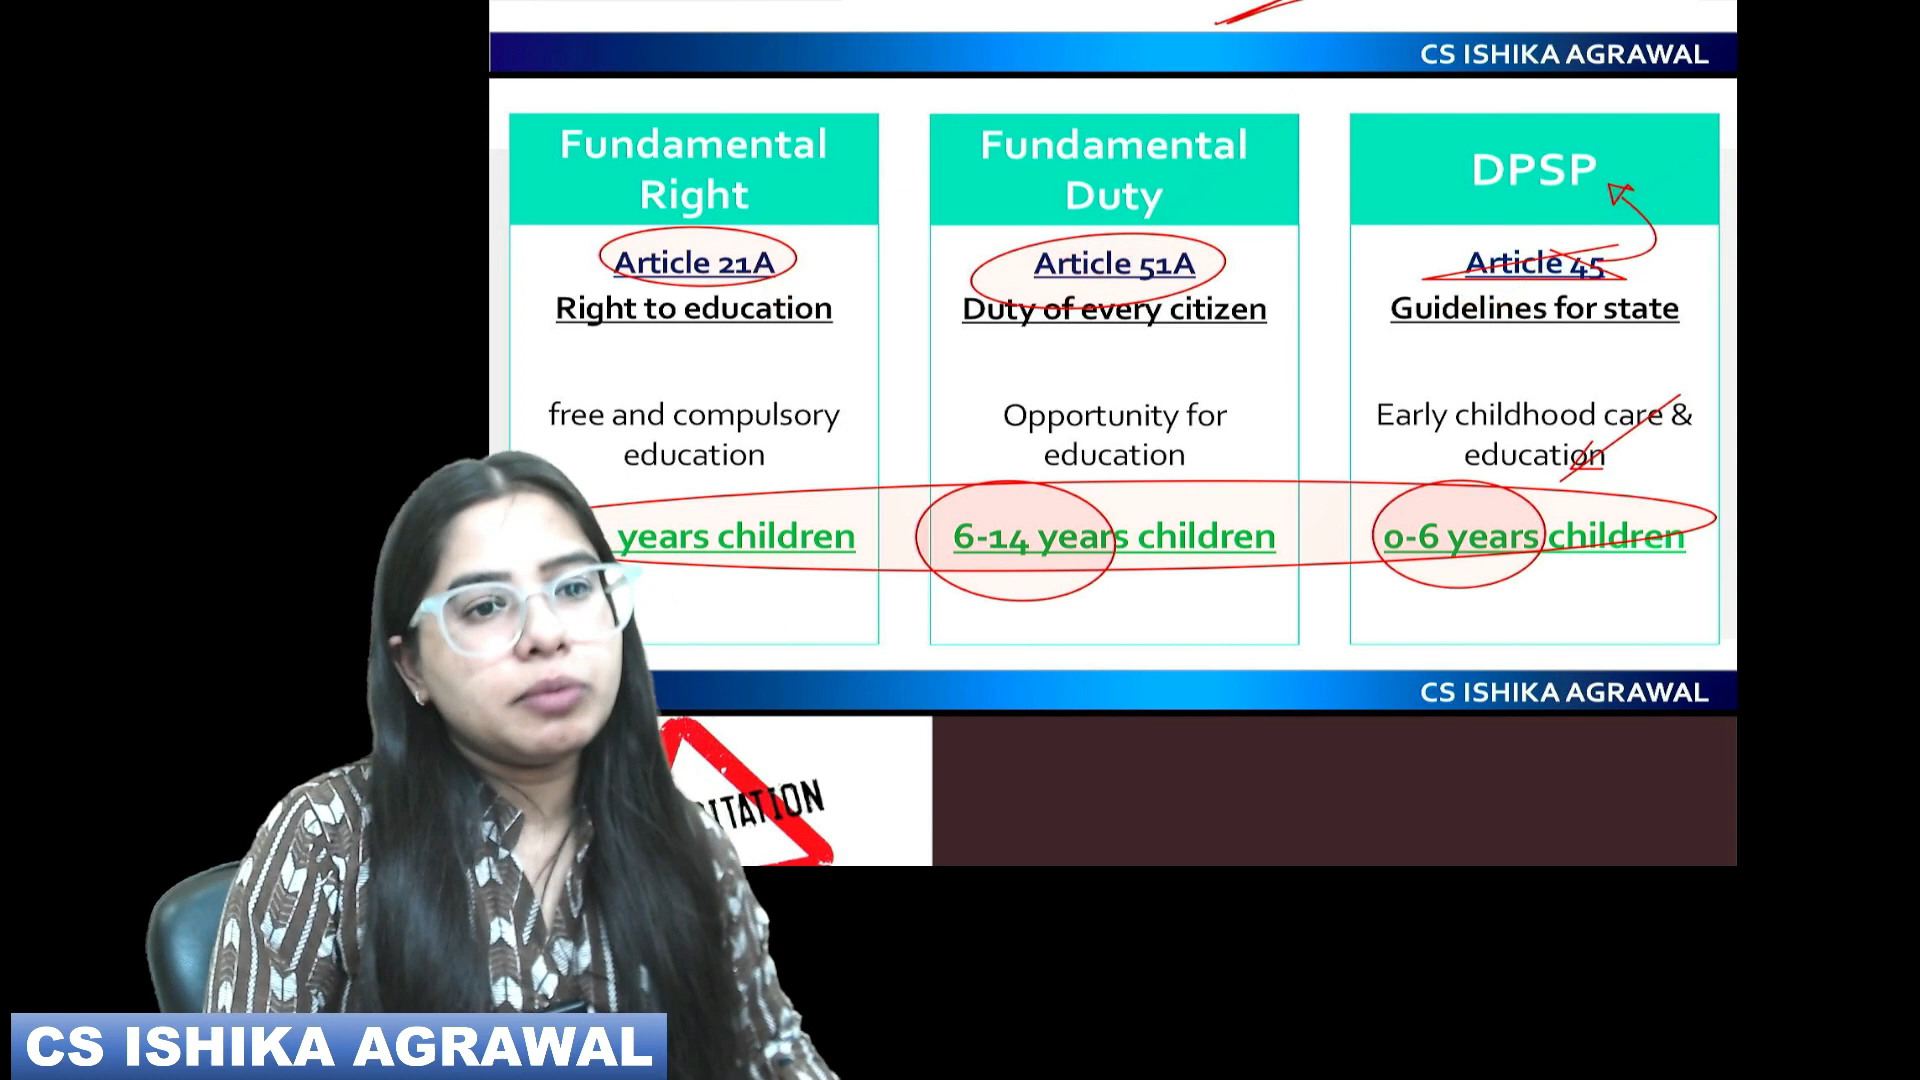 CS ISHIKA AGRAWAL
Fundamental
Right
Article 21A
Right to education
free and compulsory
education
years children
Fundamental
Duty
Article 51A
Duty of every citizen
Opportunity for
education
6-14 years children
DPSP
Article 45
Guidelines for state
Early childhood care &
education
0-6 years children
CS ISHIKA AGRAWAL
CS ISHIKA AGRAWAL